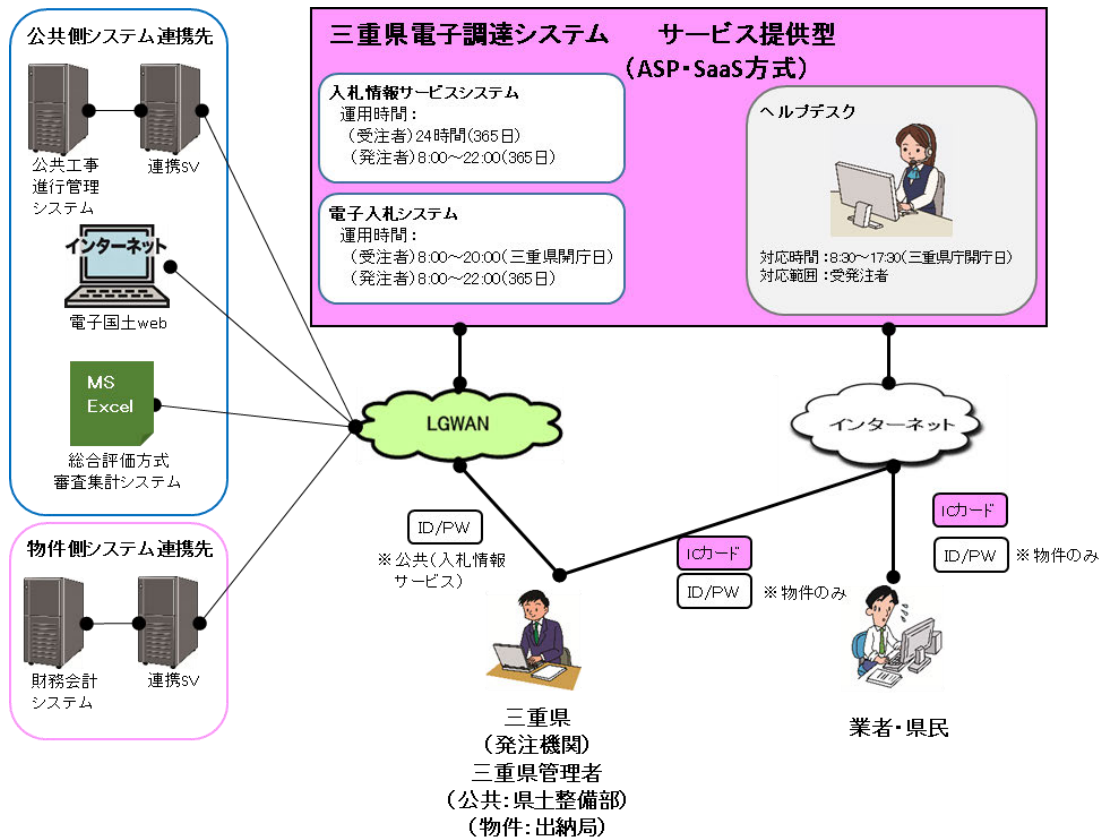 公共側システム連携先
公共工事
進行管理
システム
連携SV
インターネット
電子国土web
MS
Excel
総合評価方式
審査集計システム
物件側システム連携先
財務会計
システム
連携SV
三重県電子調達システム　サービス提供型
（ASP・SaaS方式）
入札情報サービスシステム
運用時間：
（受注者）24時間（365日）
（発注者）8:00～22:00（365日）
電子入札システム
運用時間：
（受注者）8:00～20:00（三重県開庁日）
（発注者）8:00～22:00（365日）
ヘルプデスク
対応時間：8:30～17:30（三重県庁開庁日）
対応範囲：受発注者
LGWAN
インターネット
ID/PW
※公共（入札情報
サービス）
ICカード
ID/PW ※物件のみ
ICカード
ID/PW ※物件のみ
三重県
（発注機関）
三重県管理者
（公共：県土整備部）
（物件：出納局）
業者・県民